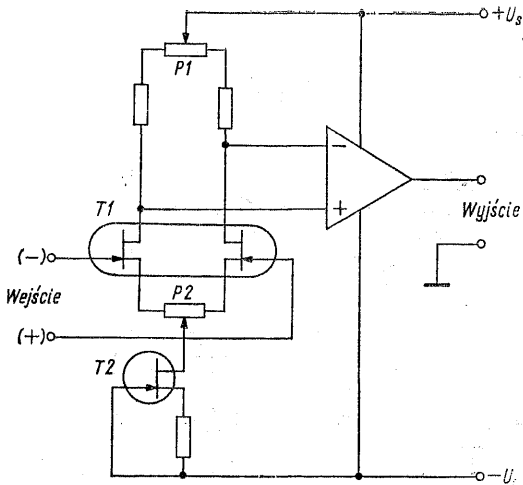 +Us
P1
−
+
T1
(−)
Wejście
(+)
P2
T2
Wyjście
−U